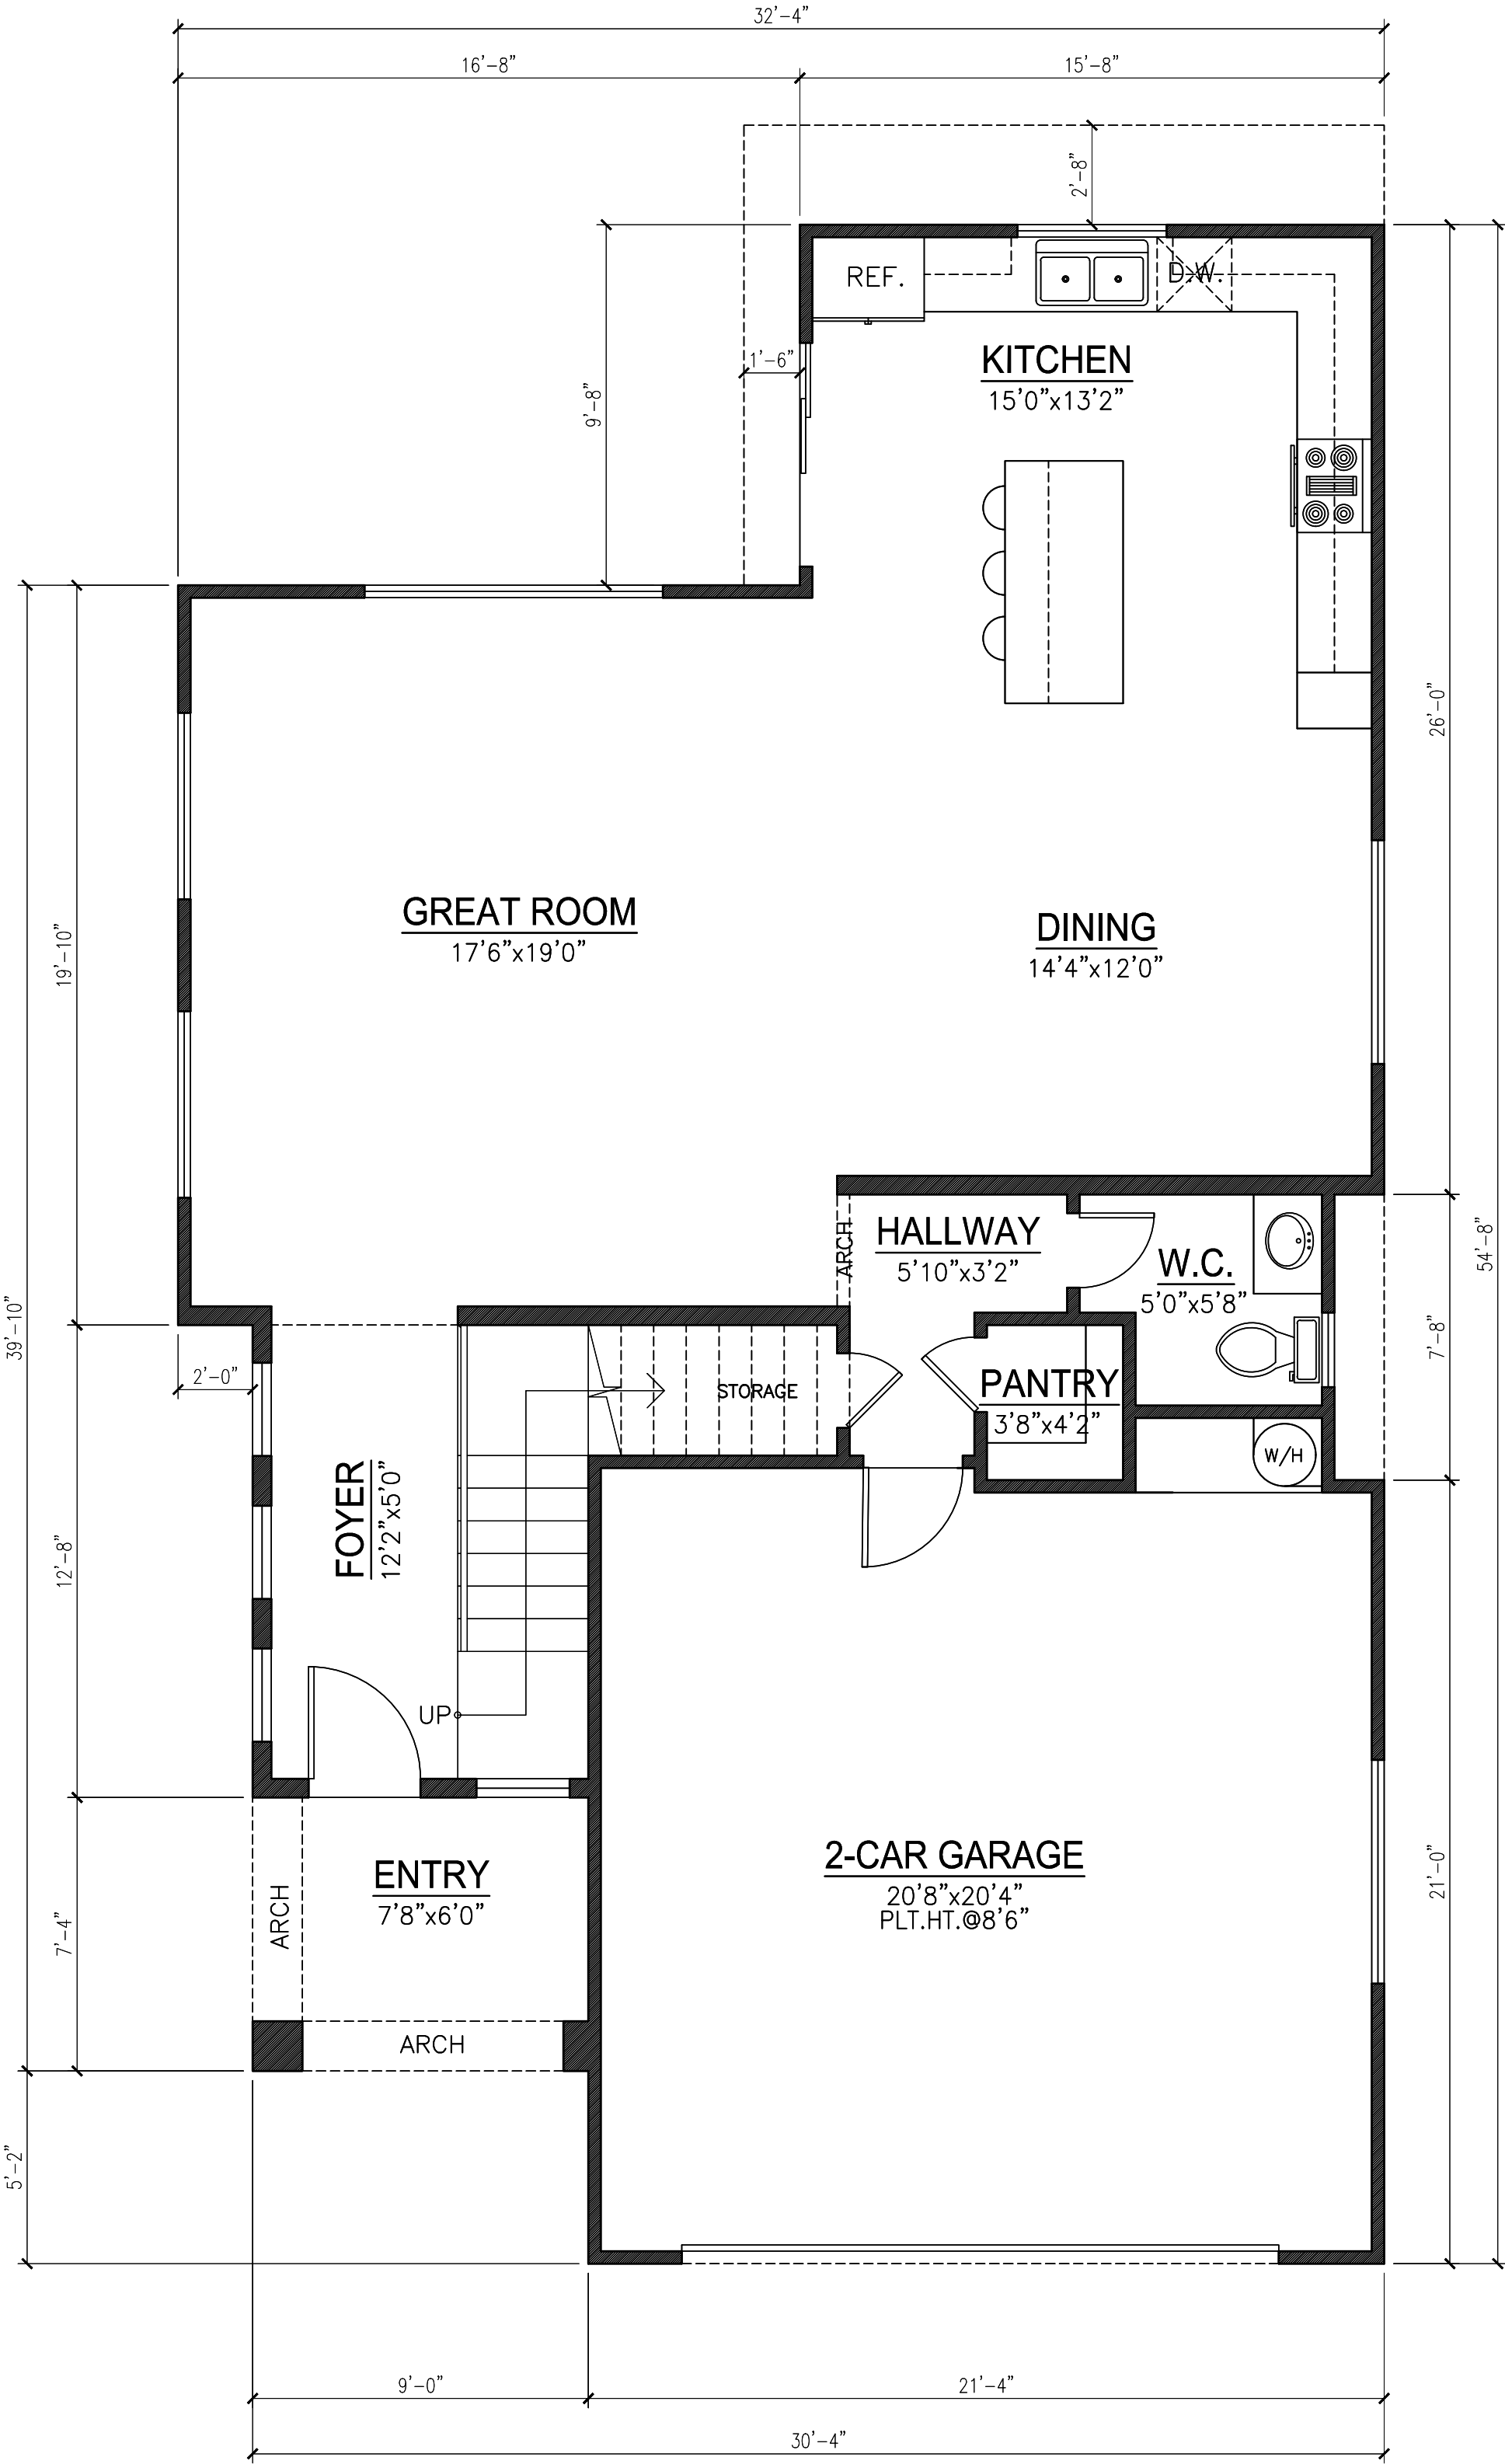 32'-4"
16'-8"
15'-8"
2'-8"
REF.
D.W.
KITCHEN
15'0"x13'2"
1'-6"
9'-8"
26'-0"
GREAT ROOM
17'6"x19'0"
DINING
14'4"x12'0"
19'-10"
ARCH
HALLWAY
5'10"x3'2"
W.C.
5'0"x5'8"
54'-8"
39'-10"
7'-8"
2'-0"
STORAGE
PANTRY
3'8"x4'2"
W/H
FOYER
12'2"x5'0"
12'-8"
UP
2-CAR GARAGE
20'8"x20'4"
PLT.HT.@8'6"
21'-0"
ENTRY
7'8"x6'0"
ARCH
7'-4"
ARCH
5'-2"
9'-0"
21'-4"
30'-4"